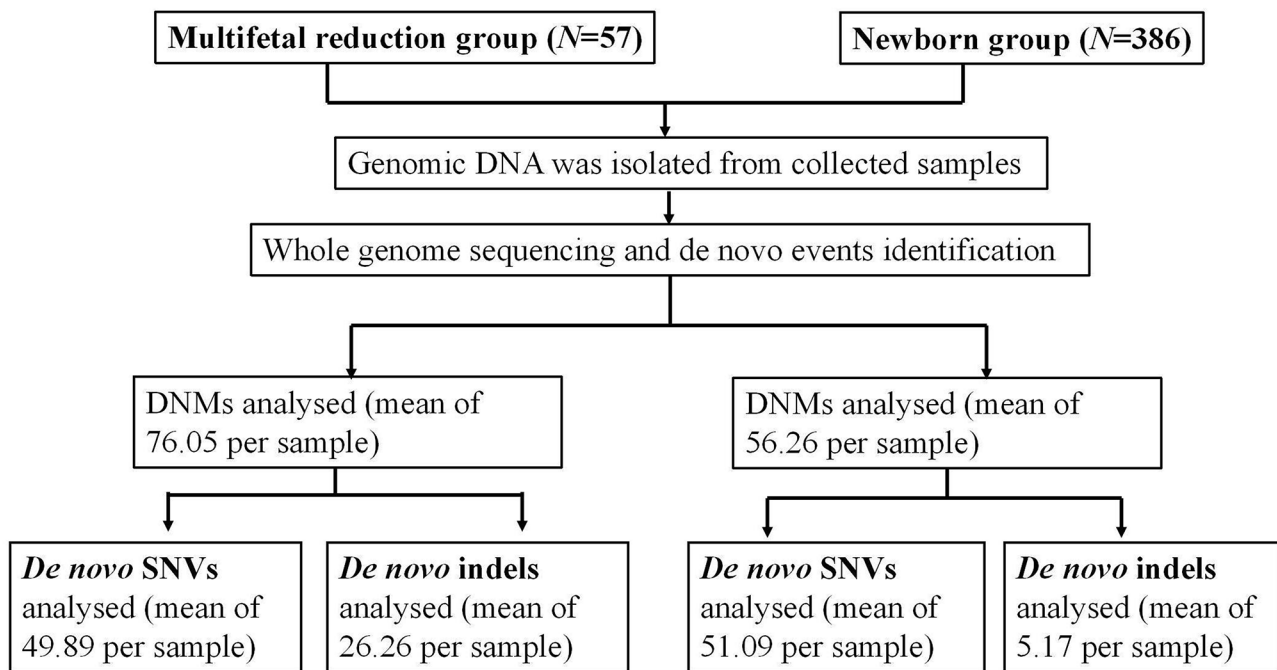 Multifetal reduction group (N=57)
Newborn group (N=386)
Genomic DNA was isolated from collected samples
Whole genome sequencing and de novo events identification
DNMs analysed (mean of
76.05 per sample)
DNMs analysed (mean of
56.26 per sample)
De novo SNVs
analysed (mean of
49.89 per sample)
De novo indels
analysed (mean of
26.26 per sample)
De novo SNVs
analysed (mean of
51.09 per sample)
De novo indels
analysed (mean of
5.17 per sample)